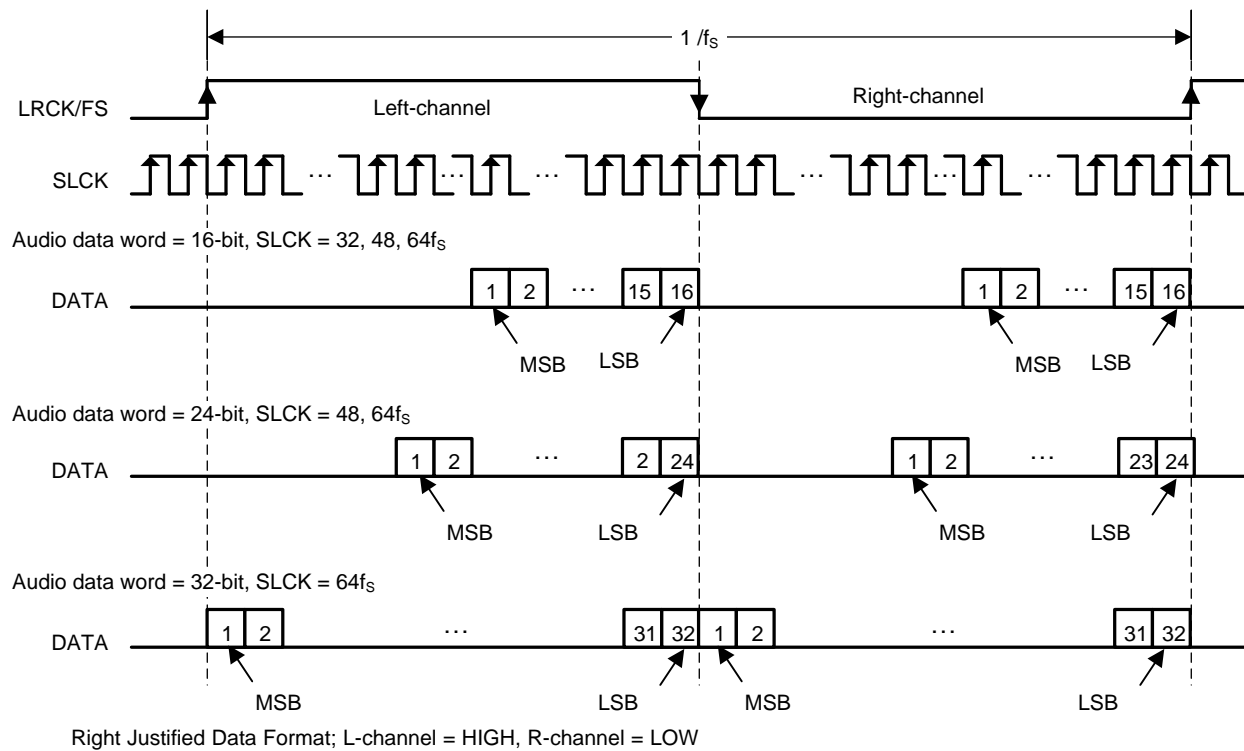 1 /fS
LRCK/FS
Left-channel
Right-channel
SLCK
... ... ... ... ... ...
Audio data word = 16-bit, SLCK = 32, 48, 64fS
DATA
1 2 ... 15 16 1 2 ... 15 16
MSB LSB MSB LSB
Audio data word = 24-bit, SLCK = 48, 64fS
DATA
1 2 ... 2 24 1 2 ... 23 24
MSB LSB MSB LSB
Audio data word = 32-bit, SLCK = 64fS
DATA
1 2 ... 31 32 1 2 ... 31 32
MSB LSB MSB LSB
Right Justified Data Format; L-channel = HIGH, R-channel = LOW